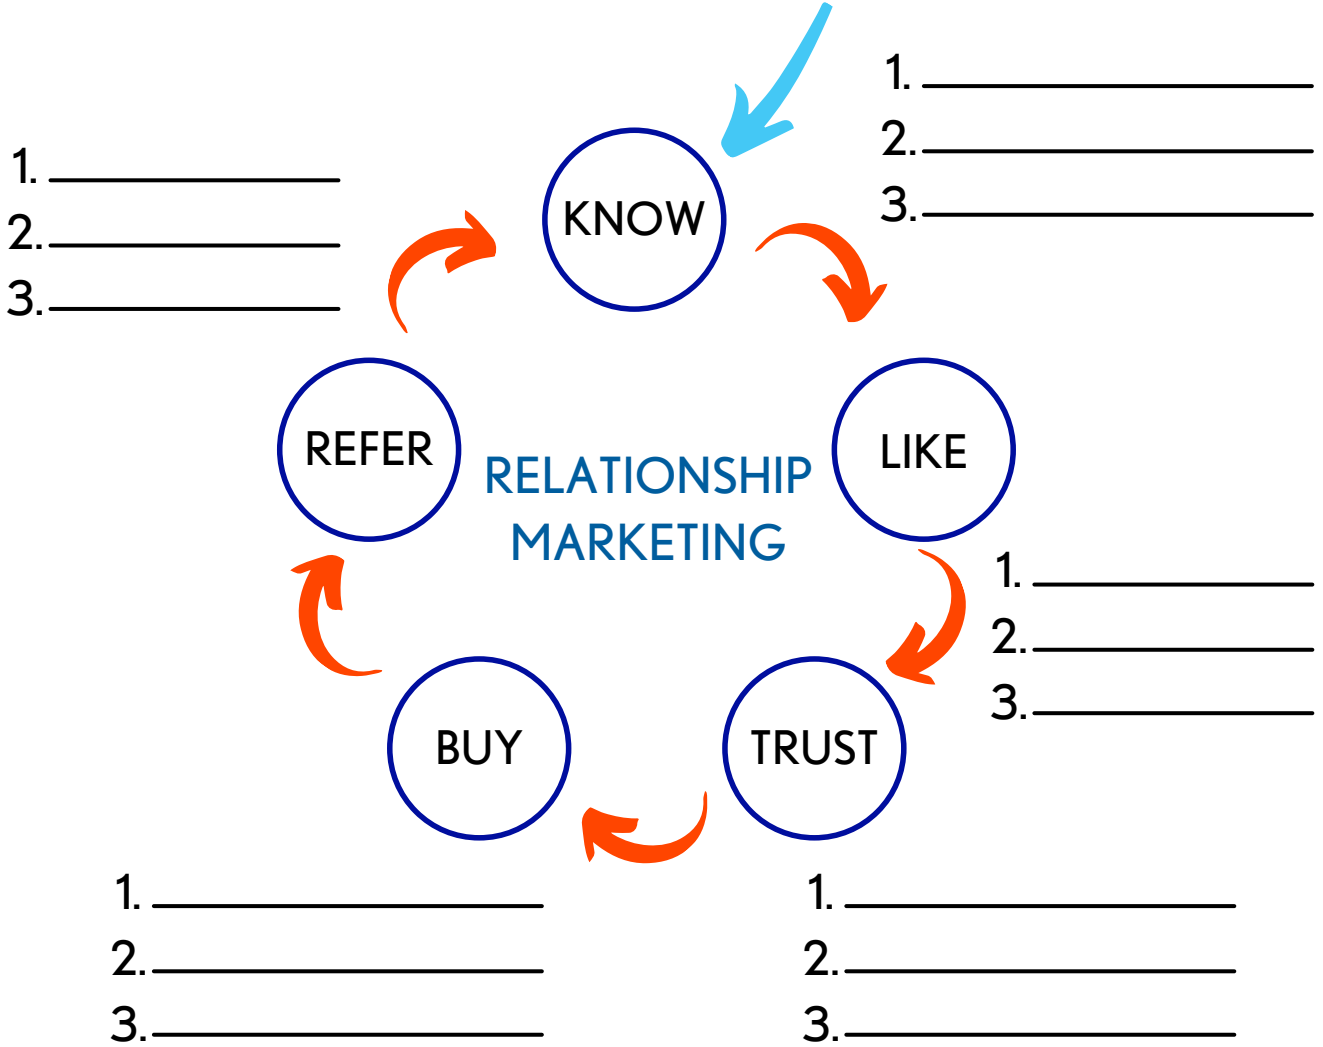 1.
2.
3.
KNOW
1.
2.
3.
REFER
LIKE
RELATIONSHIP
MARKETING
1.
2.
3.
BUY
TRUST
1.
2.
3.
1.
2.
3.